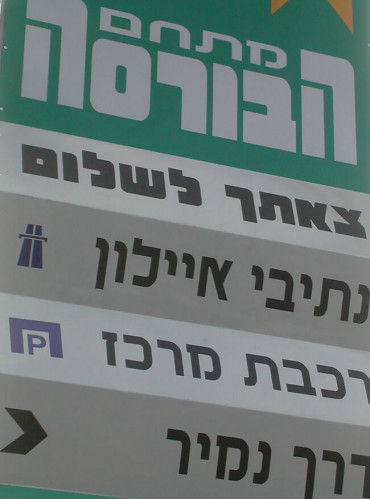 מתחם
הבורסה
צאתך לשלום
נתיבי איילון
רכבת מרכז
P
דרך נמיר